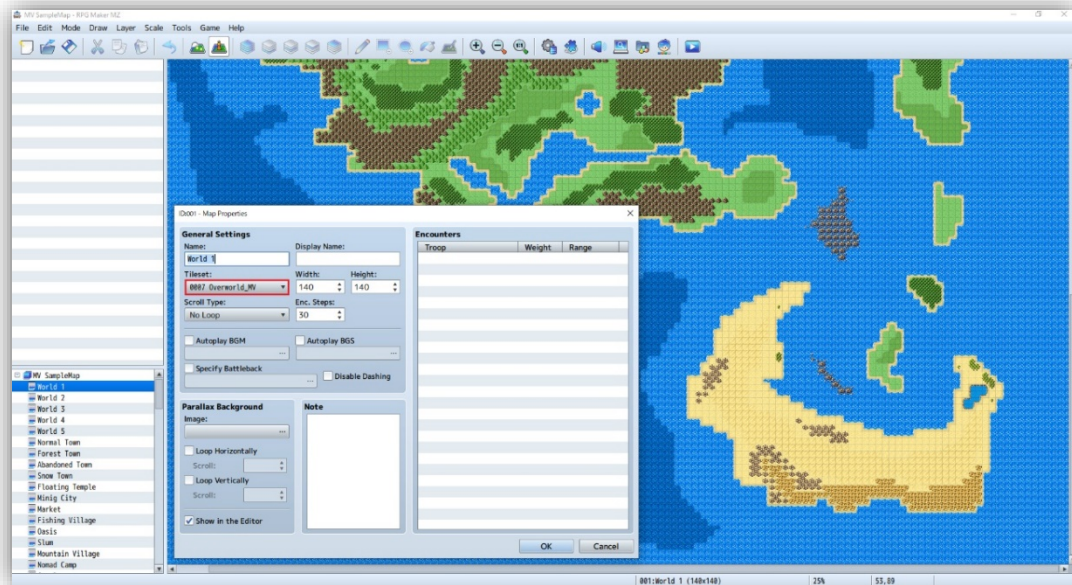 MV SampleMap - RPG Maker MZ
File Edit Mode Draw Layer Scale Tools Game Help
ID:001 - Map Properties
General Settings
Name:
Display Name:
World 1
Tileset:
Width:
Height:
0007 Overworld_MV
140
140
Scroll Type:
Enc. Steps:
No Loop
30
Autoplay BGM
Autoplay BGS
...
...
Specify Battleback
...
Disable Dashing
Parallax Background
Image:
...
Loop Horizontally
Scroll:
Loop Vertically
Scroll:
Show in the Editor
Note
Encounters
Troop Weight Range
OK Cancel
MV SampleMap
World 1
World 2
World 3
World 4
World 5
Normal Town
Forest Town
Abandoned Town
Snow Town
Floating Temple
Minig City
Market
Fishing Village
Oasis
Slum
Mountain Village
Nomad Camp
001:World 1 (140x140) 25% 53,89